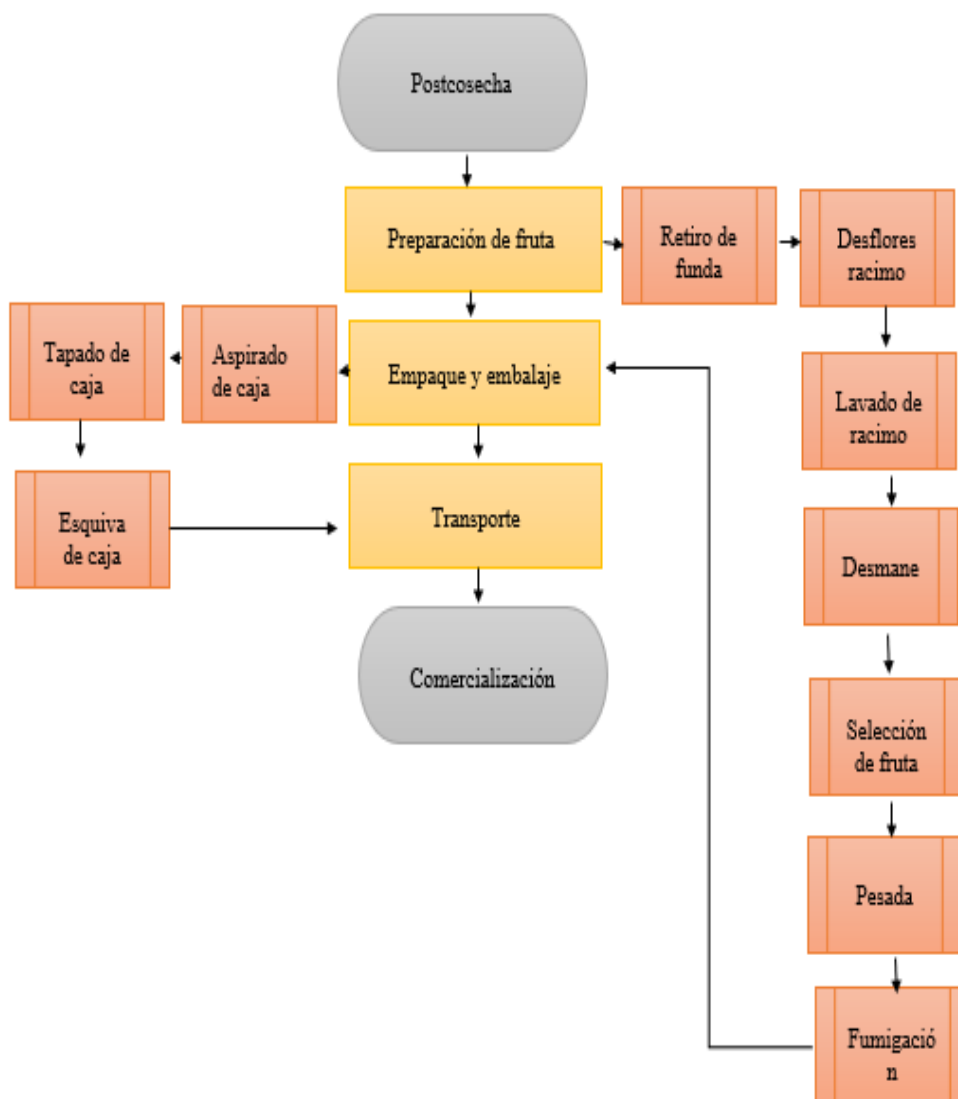 Postcosecha
Preparación de fruta
Retiro de
funda
Desflores
racimo
Tapado de
caja
Aspirado
de caja
Empaque y embalaje
Lavado de
racimo
Esquiva
de caja
Transporte
Desmane
Comercialización
Selección
de fruta
Pesada
Fumigació
n